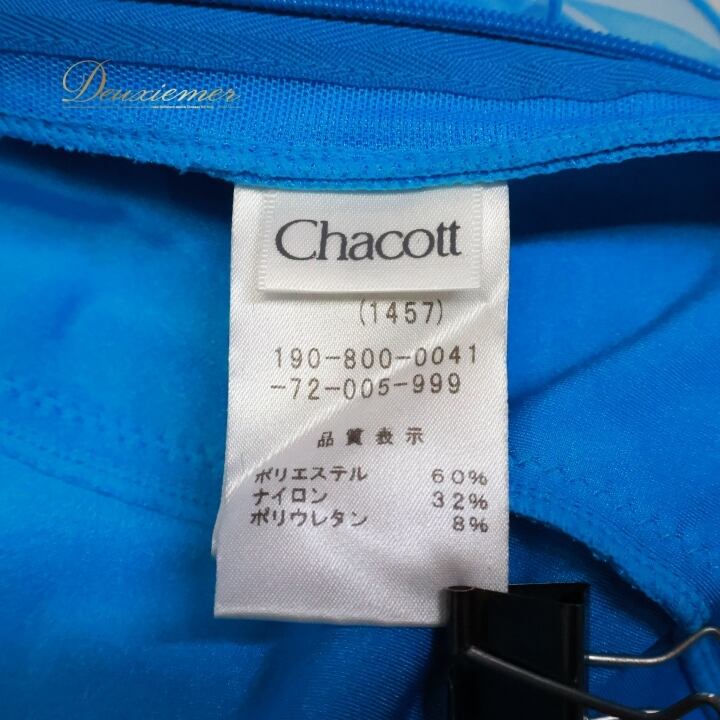 Deuxiemer
Chacott
(1457)
190-800-0041
-72-005-999
品質表示
ポリエステル 60%
ナイロン 32%
ポリウレタン 8%